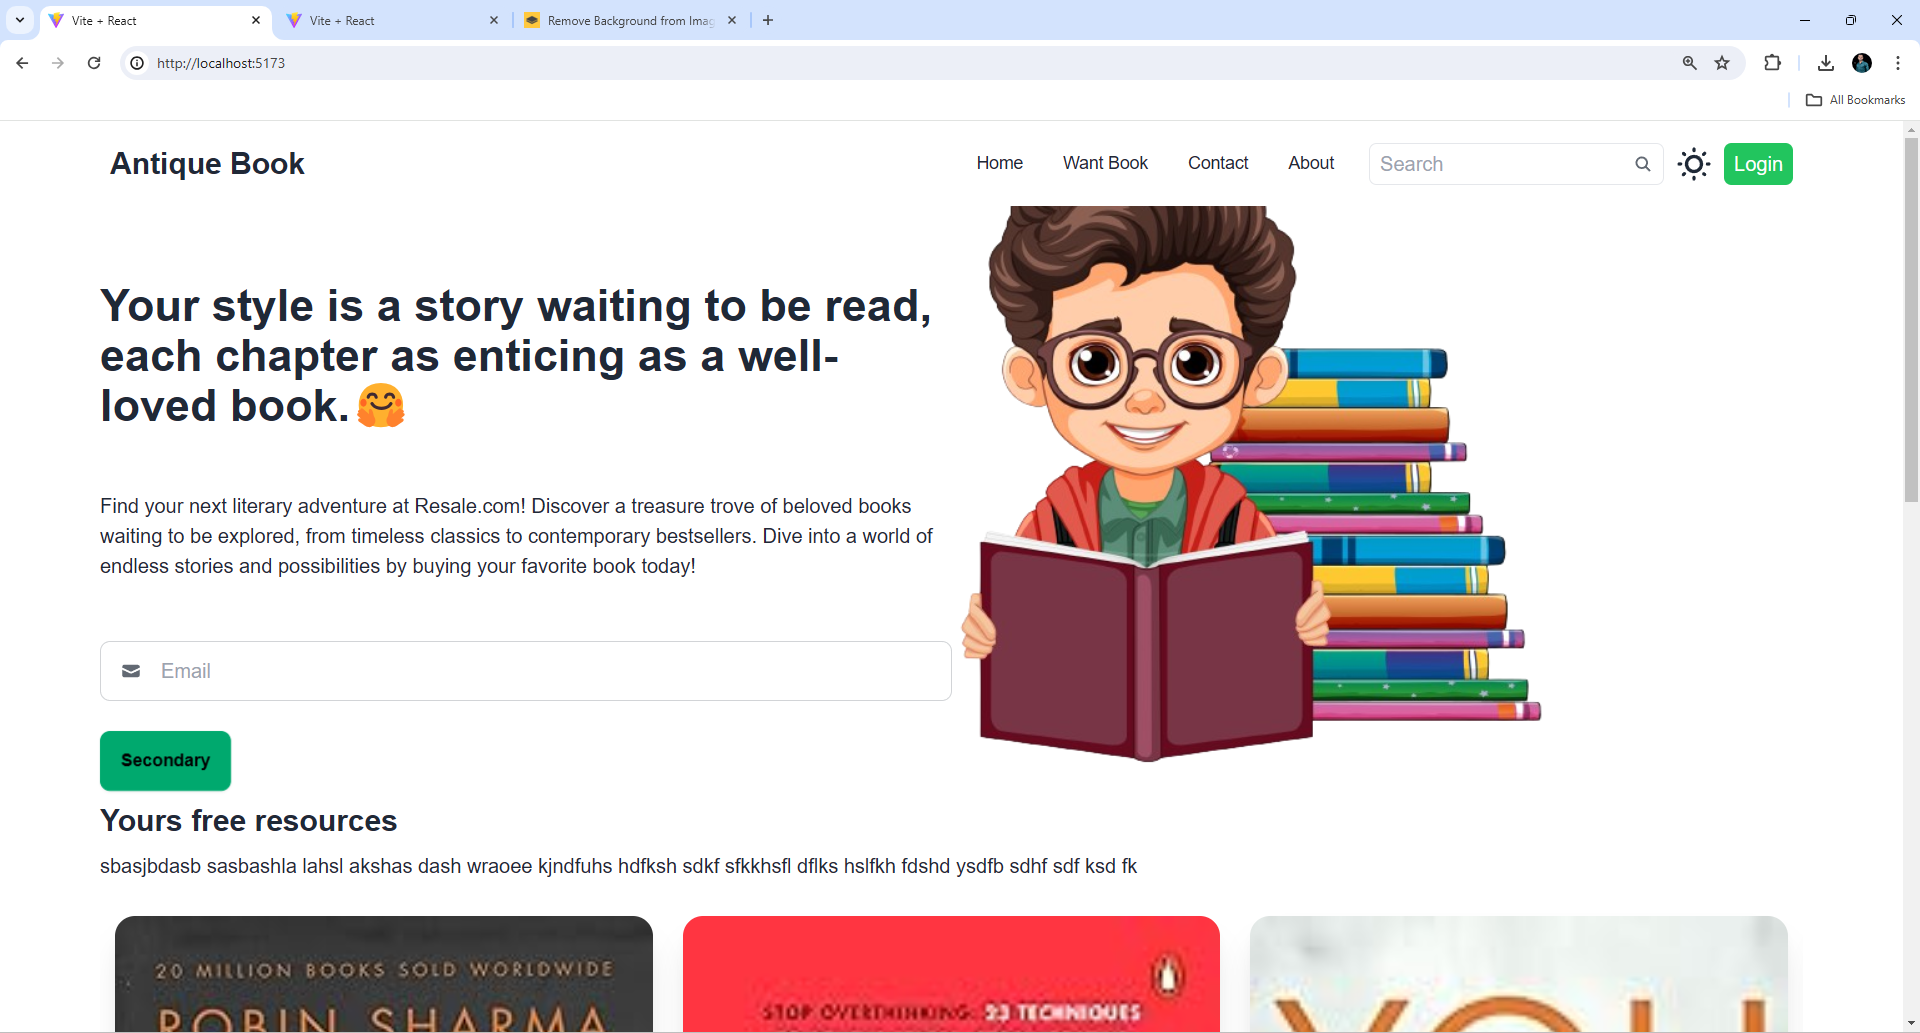 Vite + React
Vite + React
Remove Background from Imag
http://localhost:5173
All Bookmarks
Antique Book
Home
Want Book
Contact
About
Search
Login
Your style is a story waiting to be read,
each chapter as enticing as a well-
loved book.🤗
Find your next literary adventure at Resale.com! Discover a treasure trove of beloved books
waiting to be explored, from timeless classics to contemporary bestsellers. Dive into a world of
endless stories and possibilities by buying your favorite book today!
Email
Secondary
Yours free resources
sbasjbdasb sasbashla lahsl akshas dash wraoee kjndfuhs hdfksh sdkf sfkkhsfl dflks hslfkh fdshd ysdfb sdhf sdf ksd fk
20 MILLION BOOKS SOLD WORLDWIDE
ROBIN SHARMA
STOP OVERTHINKING: 23 TECHNIQUES
YOU